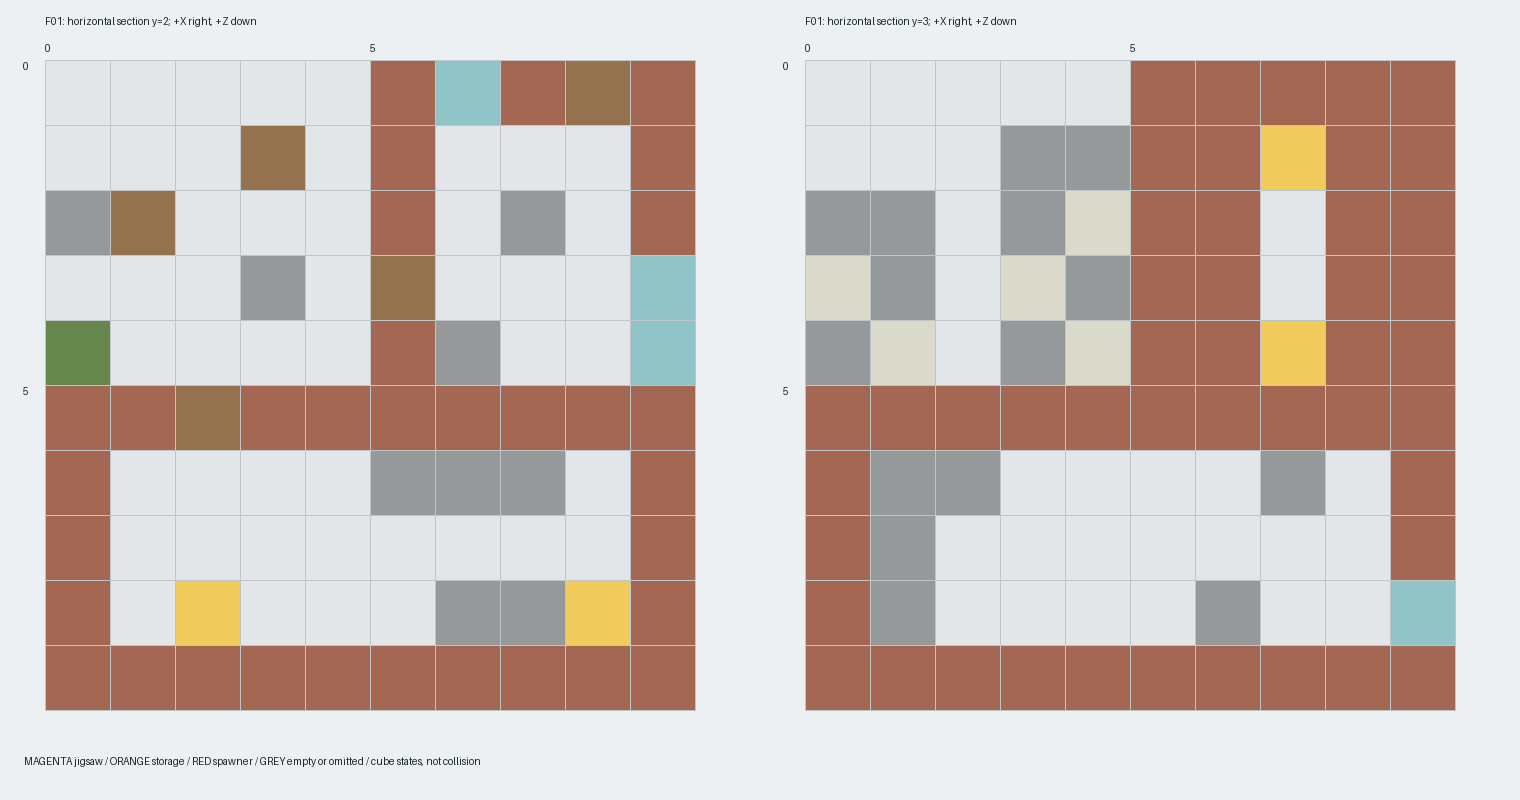 F01: horizontal section y=2; +X right, +Z down
F01: horizontal section y=3; +X right, +Z down
0 5
0 5
0
0
5
5
MAGENTA jigsaw / ORANGE storage / RED spawner / GREY empty or omitted / cube states, not collision